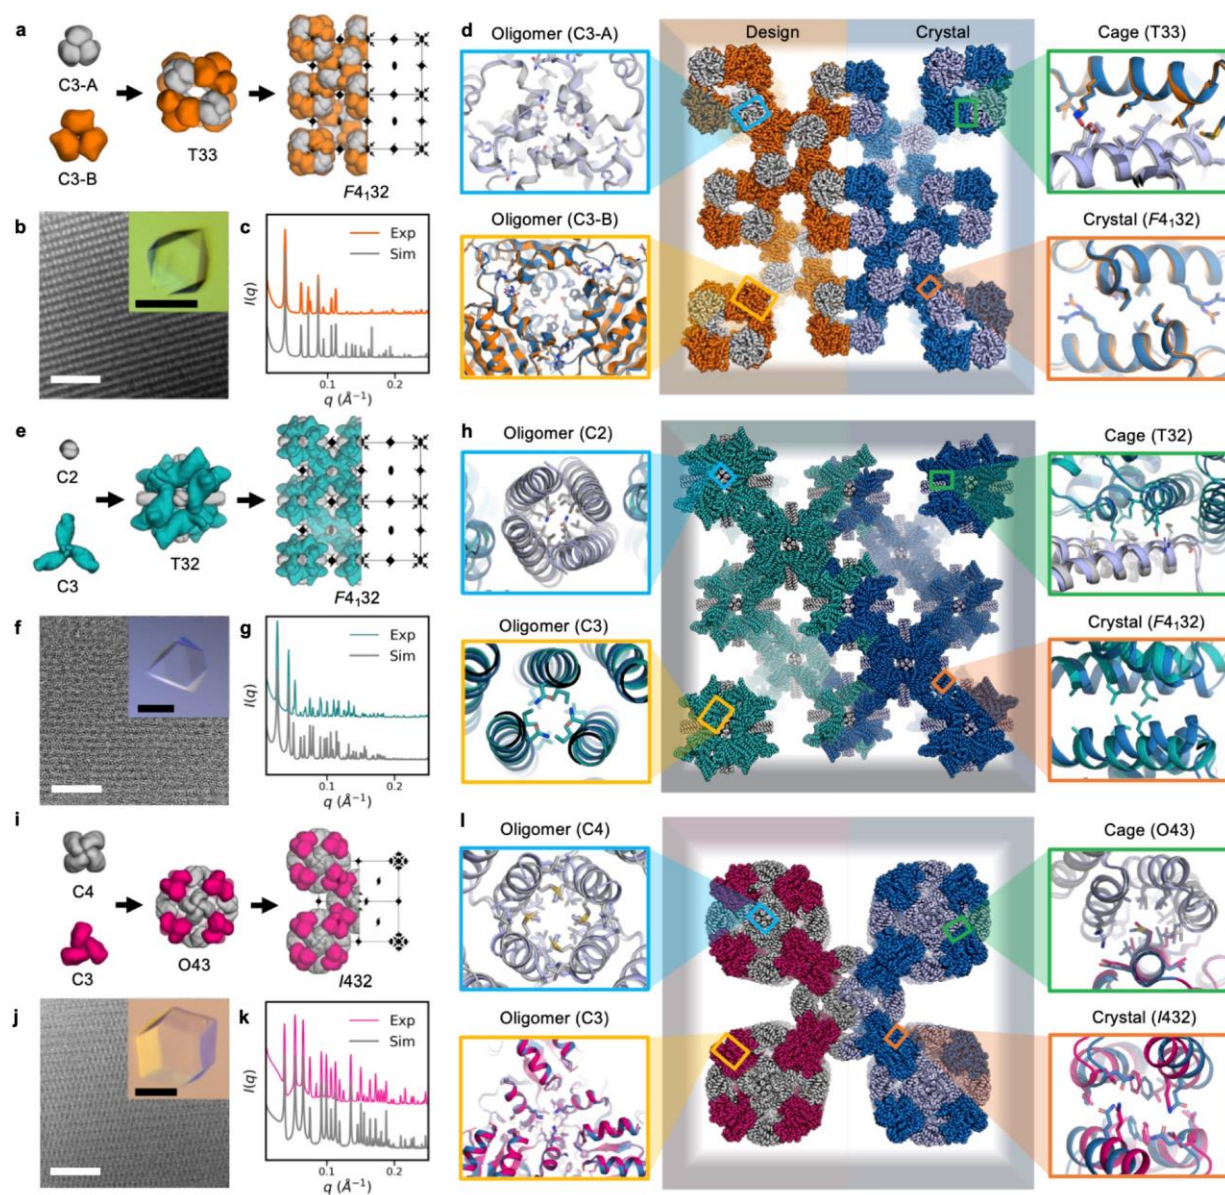 a
C3-A
C3-B
T33
F4₁32
b
c
Exp
Sim
I(q)
0.1
0.2
q (Å⁻¹)
d
Oligomer (C3-A)
Design
Crystal
Cage (T33)
Oligomer (C3-B)
Crystal (F4₁32)
e
C2
C3
T32
F4₁32
f
g
Exp
Sim
I(q)
0.1
0.2
q (Å⁻¹)
h
Oligomer (C2)
Cage (T32)
Oligomer (C3)
Crystal (F4₁32)
i
C4
C3
O43
I432
j
k
Exp
Sim
I(q)
0.1
0.2
q (Å⁻¹)
l
Oligomer (C4)
Cage (O43)
Oligomer (C3)
Crystal (I432)